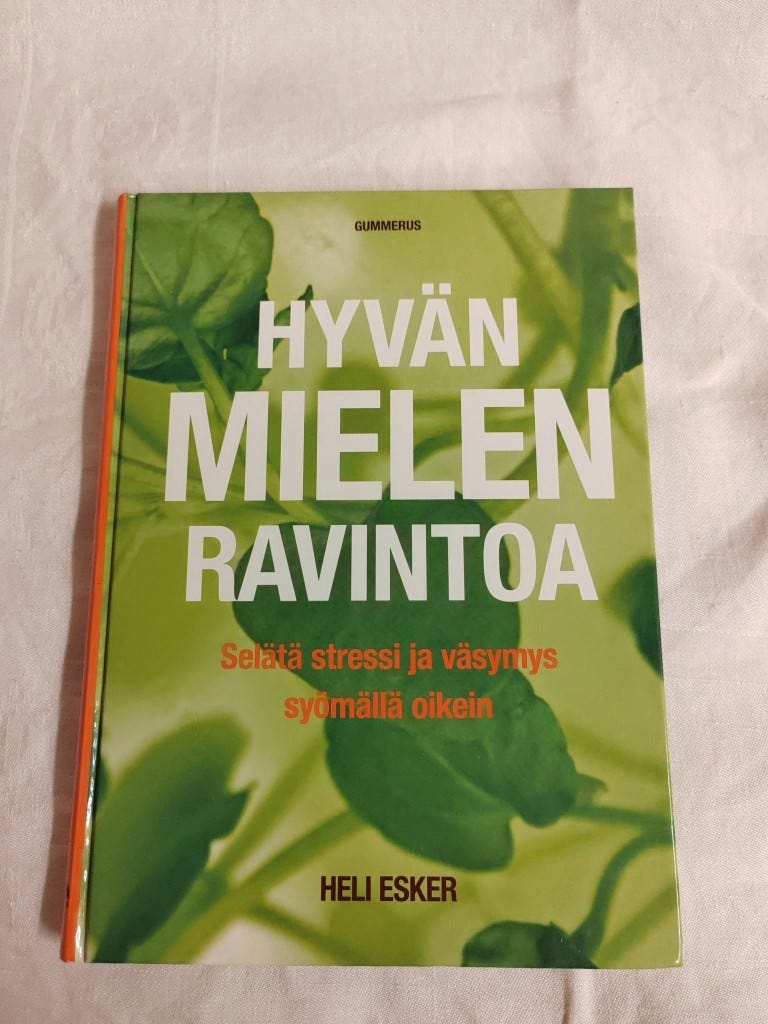 GUMMERUS
HYVÄN
MIELEN
RAVINTOA
Selätä stressi ja väsymys
syömällä oikein
HELI ESKER